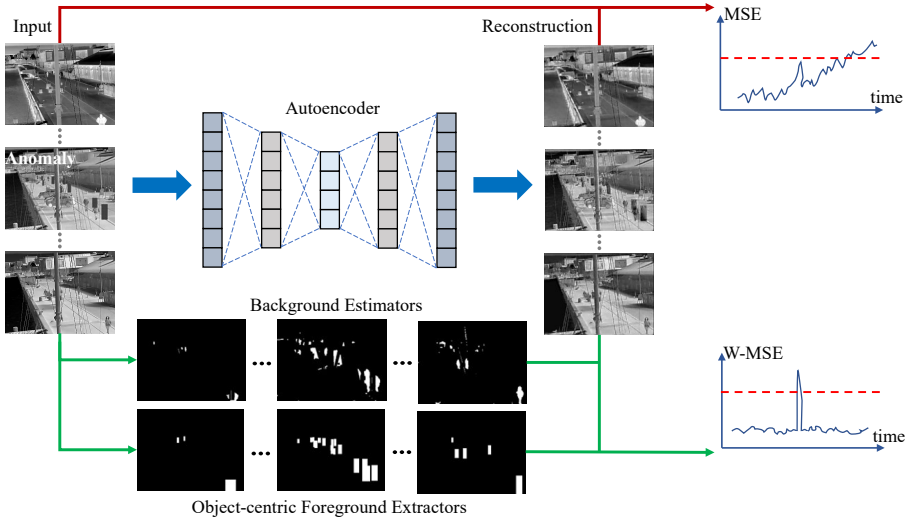 MSE
Input
Reconstruction
time
Autoencoder
Anomaly
Background Estimators
W-MSE
time
Object-centric Foreground Extractors